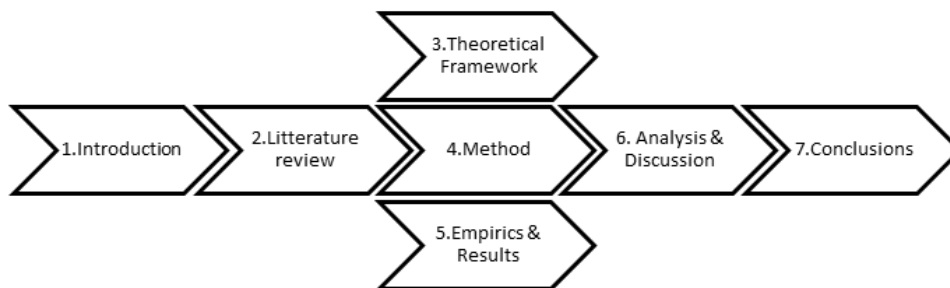 3.Theoretical
Framework
1.Introduction
2.Litterature
review
4.Method
6. Analysis &
Discussion
7.Conclusions
5.Empirics &
Results